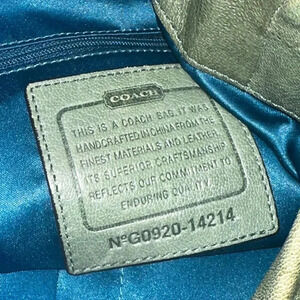 COACH
THIS IS A COACH BAG. IT WAS
HANDCRAFTED IN CHINA FROM THE
FINEST MATERIALS AND LEATHER.
ITS SUPERIOR CRAFTSMANSHIP
REFLECTS OUR COMMITMENT TO
ENDURING QUALITY.
Nº G0920-14214